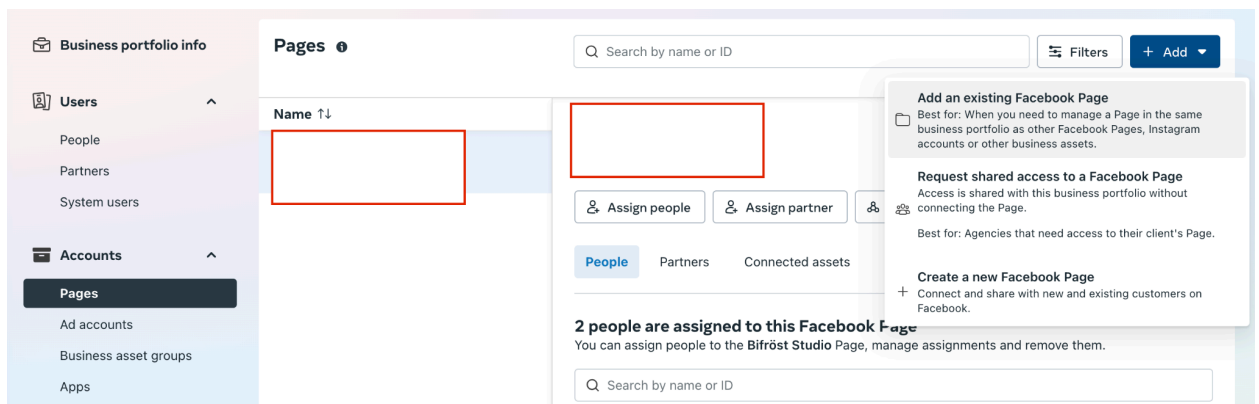 Business portfolio info
Users
People
Partners
System users
Accounts
Pages
Ad accounts
Business asset groups
Apps
Pages
Search by name or ID
Filters
+ Add
Name ↑↓
Add an existing Facebook Page
Best for: When you need to manage a Page in the same
business portfolio as other Facebook Pages, Instagram
accounts or other business assets.
Request shared access to a Facebook Page
Access is shared with this business portfolio without
connecting the Page.
Best for: Agencies that need access to their client's Page.
Create a new Facebook Page
Connect and share with new and existing customers on
Facebook.
Assign people
Assign partner
People
Partners
Connected assets
2 people are assigned to this Facebook Page
You can assign people to the Bifröst Studio Page, manage assignments and remove them.
Search by name or ID